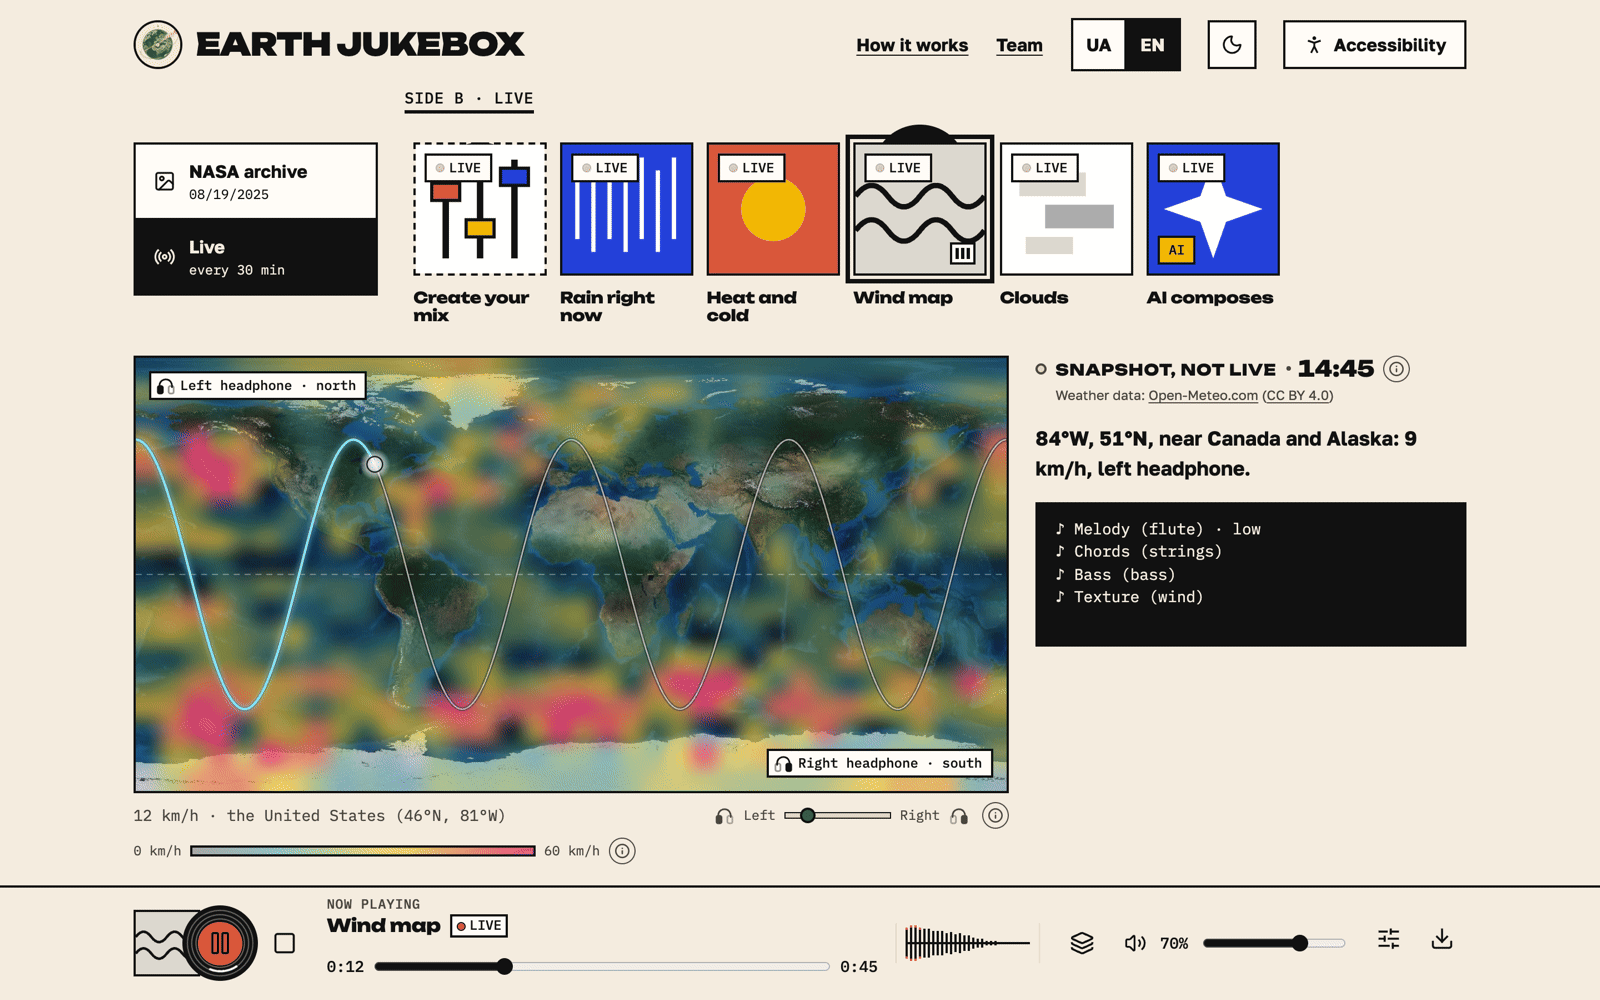 EARTH JUKEBOX
How it works
Team
UA
EN
Accessibility
SIDE B · LIVE
NASA archive
08/19/2025
Live
every 30 min
LIVE
Create your
mix
LIVE
Rain right
now
LIVE
Heat and
cold
LIVE
Wind map
LIVE
Clouds
LIVE
AI
AI composes
Left headphone · north
Right headphone · south
SNAPSHOT, NOT LIVE · 14:45
Weather data: Open-Meteo.com (CC BY 4.0)
84°W, 51°N, near Canada and Alaska: 9
km/h, left headphone.
♪ Melody (flute) · low
♪ Chords (strings)
♪ Bass (bass)
♪ Texture (wind)
12 km/h · the United States (46°N, 81°W)
Left
Right
0 km/h
60 km/h
NOW PLAYING
Wind map
LIVE
0:12
0:45
70%